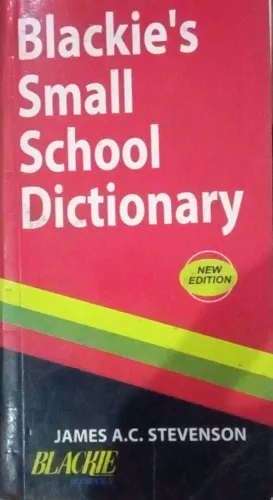 Blackie's
Small
School
Dictionary
NEW
EDITION
JAMES A.C. STEVENSON
BLACKIE